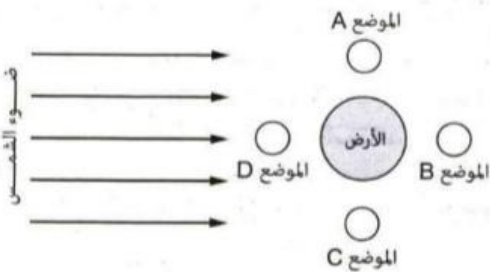 الموضع A
ضوء الشمس
الأرض
الموضع D
الموضع B
الموضع C